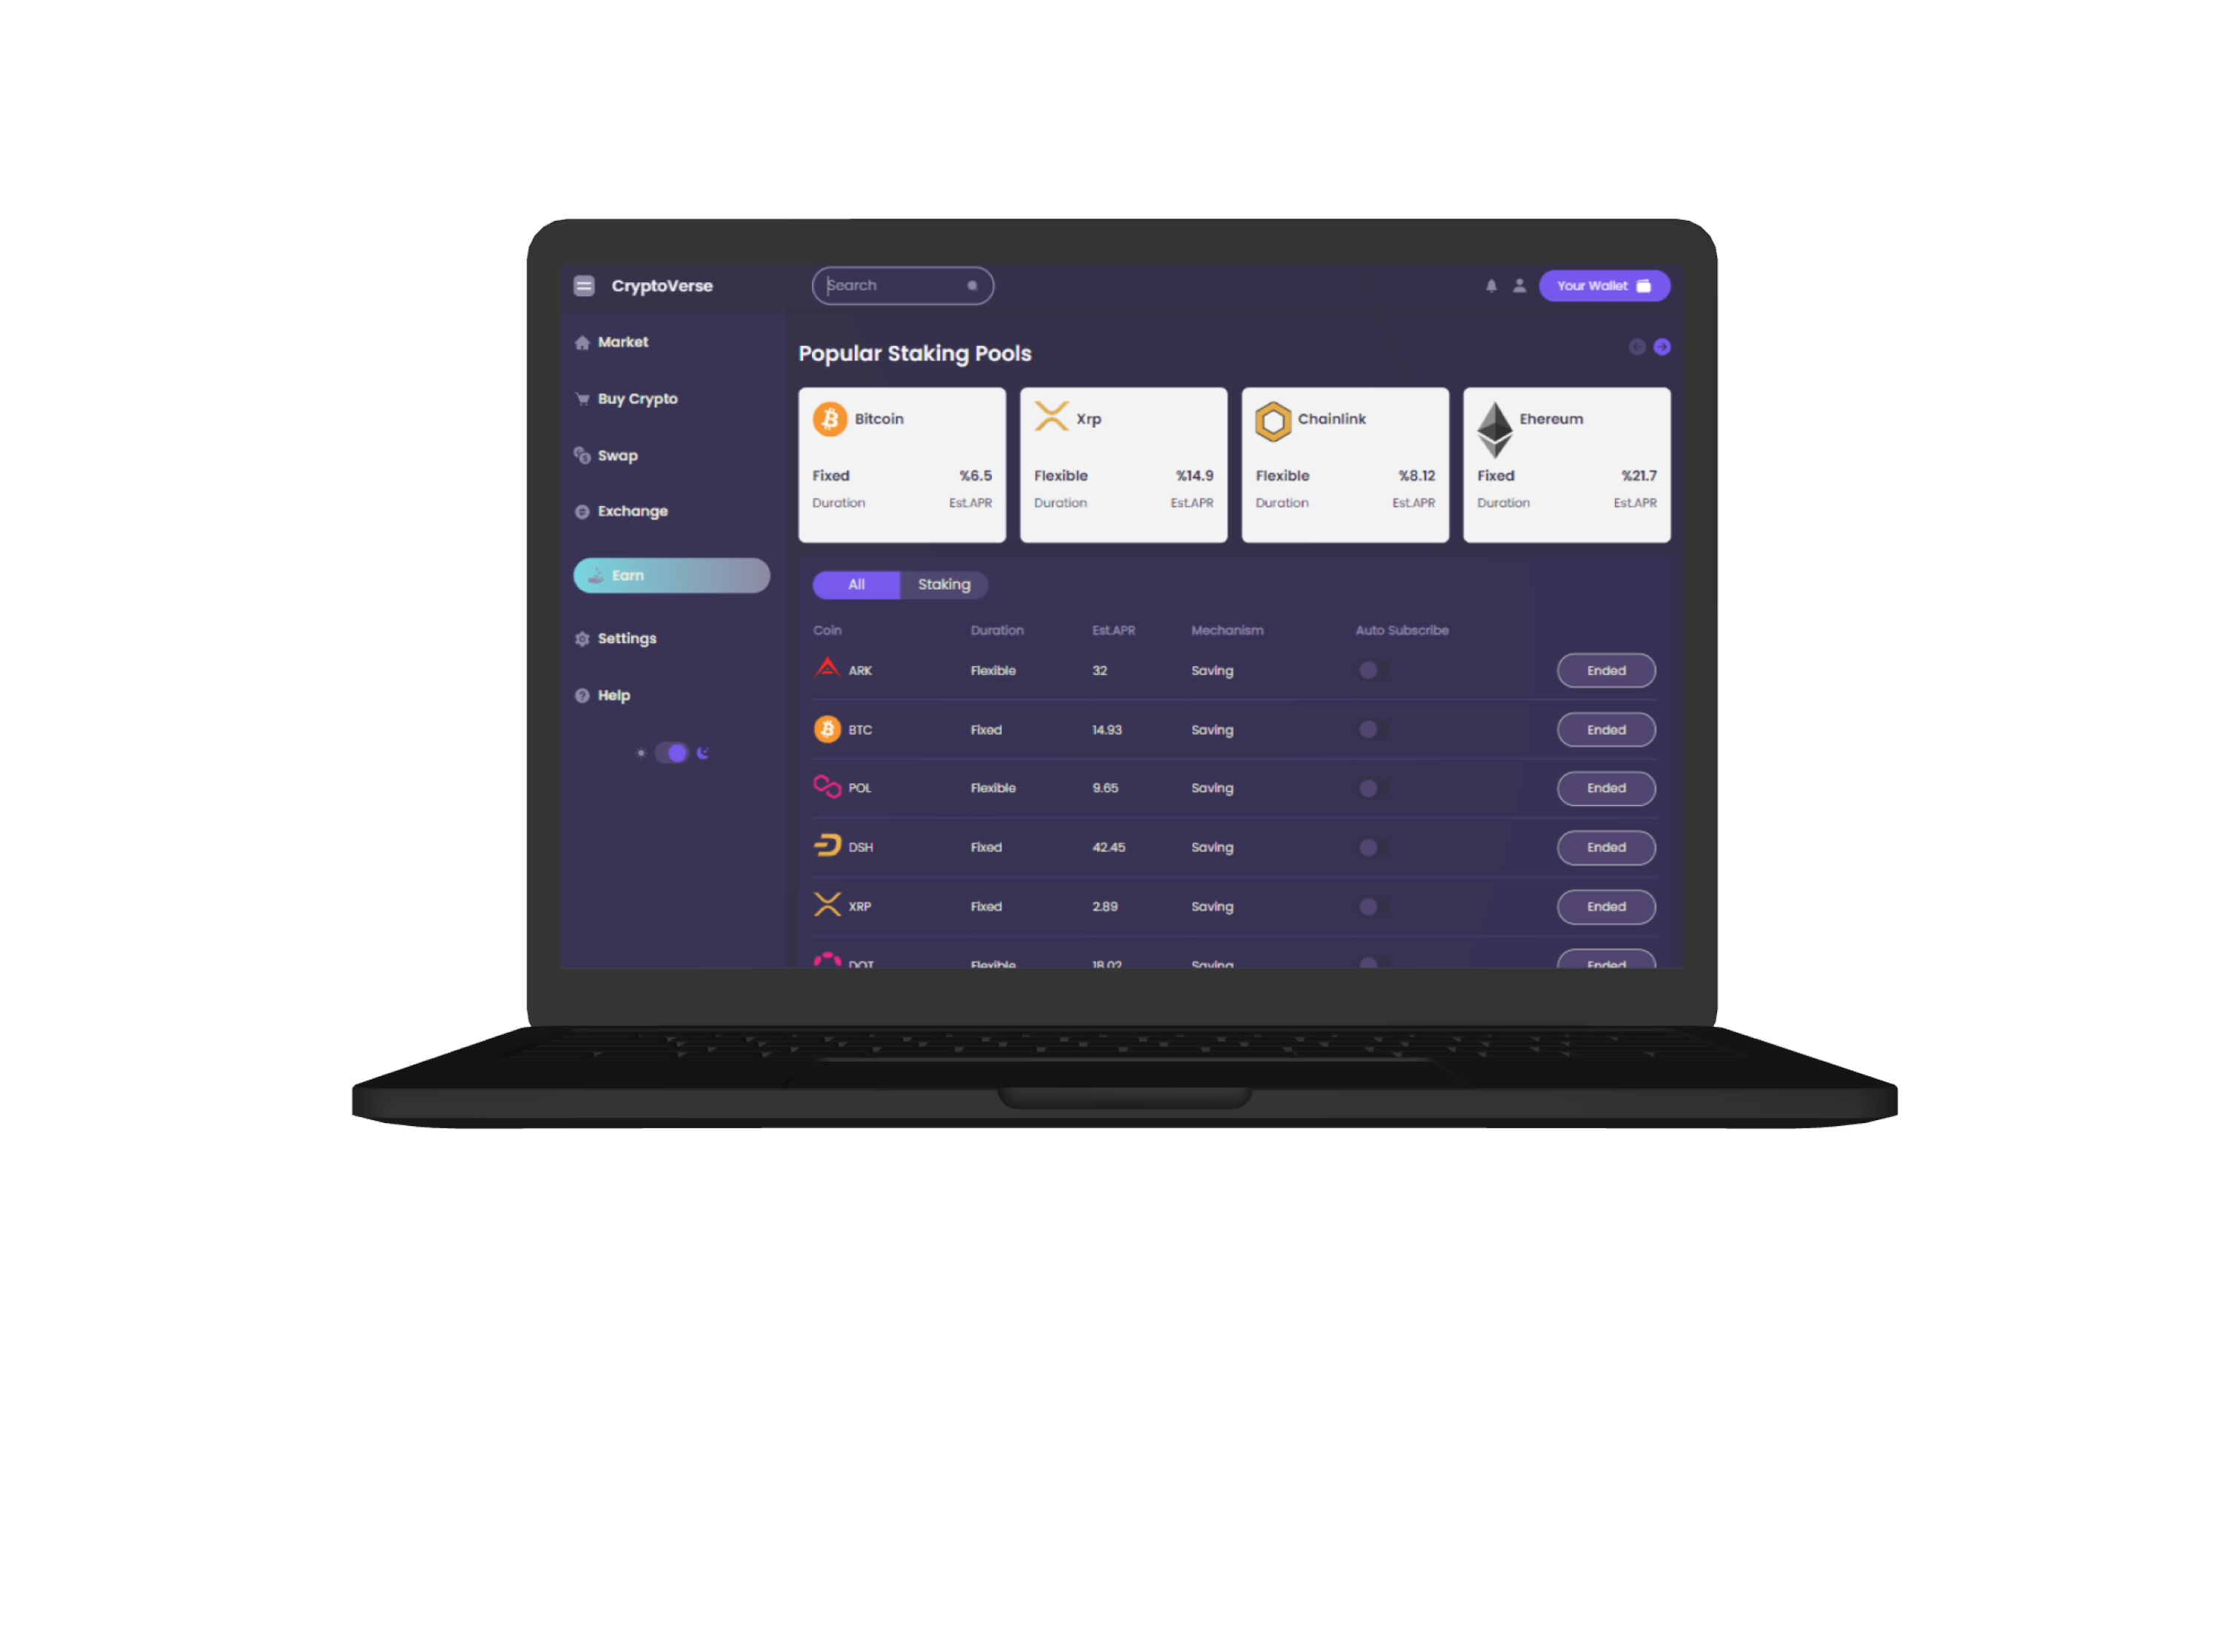 CryptoVerse
Search
Your Wallet
Market
Buy Crypto
Swap
Exchange
Earn
Settings
Help
Popular Staking Pools
Bitcoin
Fixed %6.5
Duration Est.APR
Xrp
Flexible %14.9
Duration Est.APR
Chainlink
Flexible %8.12
Duration Est.APR
Ehereum
Fixed %21.7
Duration Est.APR
All Staking
Coin Duration Est.APR Mechanism Auto Subscribe
ARK Flexible 32 Saving Ended
BTC Fixed 14.93 Saving Ended
POL Flexible 9.65 Saving Ended
DSH Fixed 42.45 Saving Ended
XRP Fixed 2.89 Saving Ended
DOT Flexible 18.02 Saving Ended